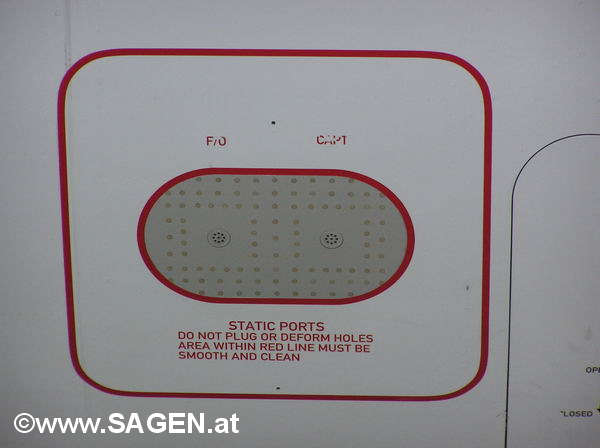 F/O CAPT
STATIC PORTS
DO NOT PLUG OR DEFORM HOLES
AREA WITHIN RED LINE MUST BE
SMOOTH AND CLEAN
©www.SAGEN.at